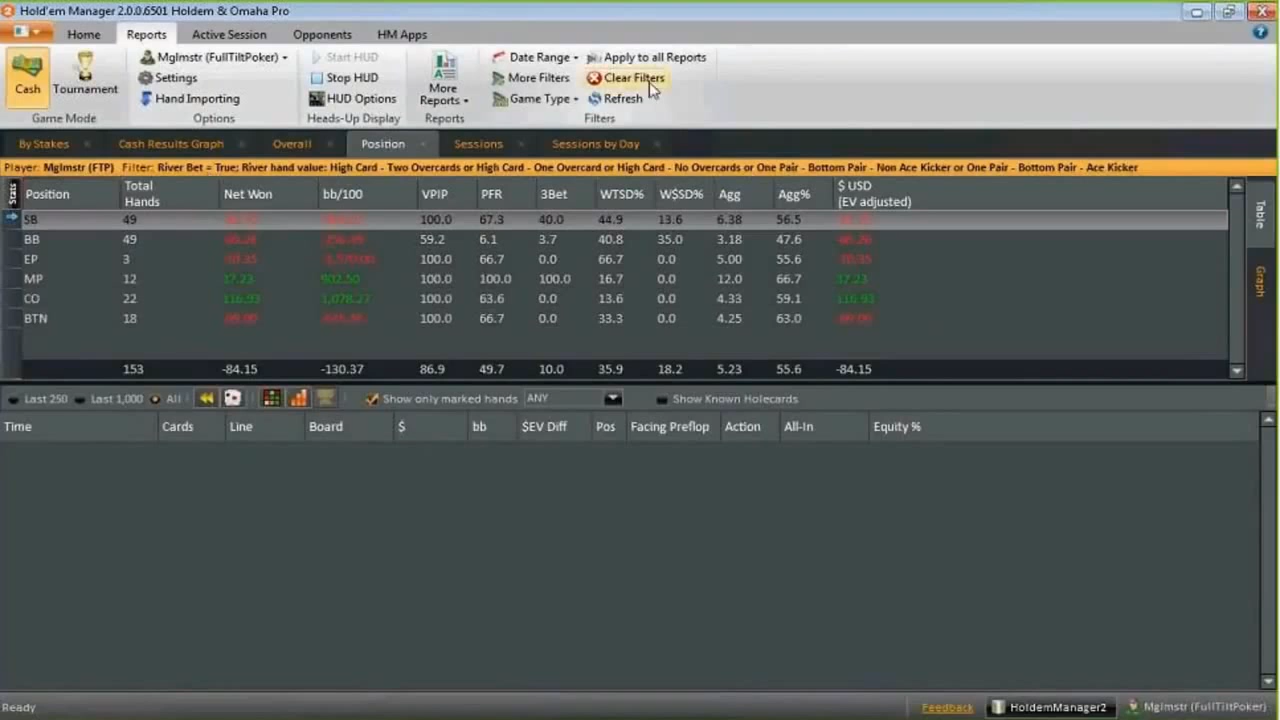 Hold'em Manager 2.0.0.6501 Holdem & Omaha Pro
Home Reports Active Session Opponents HM Apps
Cash
Tournament
Game Mode
MgImstr (FullTiltPoker)
Settings
Hand Importing
Options
Start HUD
Stop HUD
HUD Options
Heads-Up Display
More
Reports
Reports
Date Range Apply to all Reports
More Filters Clear Filters
Game Type Refresh
Filters
By Stakes Cash Results Graph Overall Position Sessions Sessions by Day
Player: MgImstr (FTP) Filter: River Bet = True; River hand value: High Card - Two Overcards or High Card - One Overcard or High Card - No Overcards or One Pair - Bottom Pair - Non Ace Kicker or One Pair - Bottom Pair - Ace Kicker
Stats
Position Total Hands Net Won bb/100 VPIP PFR 3Bet WTSD% W$SD% Agg Agg% $ USD (EV adjusted)
SB 49 100.0 67.3 40.0 44.9 13.6 6.38 56.5
BB 49 59.2 6.1 3.7 40.8 35.0 3.18 47.6
EP 3 100.0 66.7 0.0 66.7 0.0 5.00 55.6
MP 12 37.23 902.50 100.0 100.0 100.0 16.7 0.0 12.0 66.7 37.23
CO 22 116.93 1,078.27 100.0 63.6 0.0 13.6 0.0 4.33 59.1 116.93
BTN 18 100.0 66.7 0.0 33.3 0.0 4.25 63.0
153 -84.15 -130.37 86.9 49.7 10.0 35.9 18.2 5.23 55.6 -84.15
Table
Graph
Last 250 Last 1,000 All Show only marked hands ANY Show Known Holecards
Time Cards Line Board $ bb $EV Diff Pos Facing Preflop Action All-In Equity %
Ready Feedback HoldemManager2 MgImstr (FullTiltPoker)